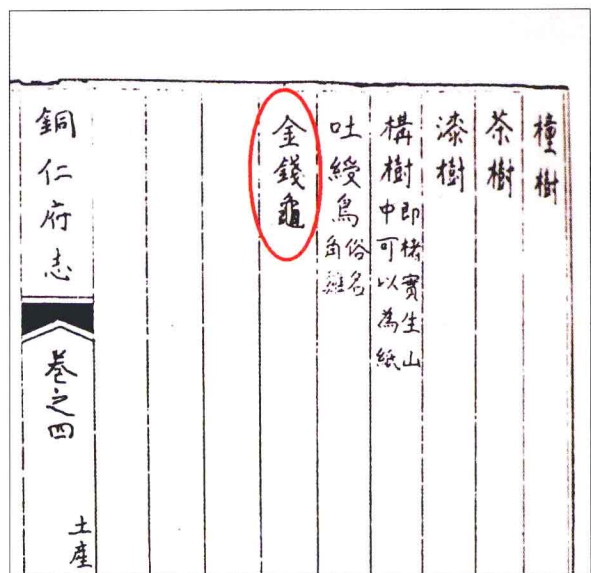 橦樹
茶樹
漆樹
構樹即楮實生山中可以為紙
吐綬鳥俗名角雞
金錢龜
銅仁府志
卷之四
土產